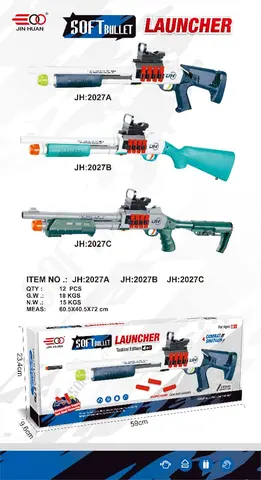 JIN HUAN
SOFT BULLET LAUNCHER
JH:2027A
JH:2027B
JH:2027C
ITEM NO .: JH:2027A JH:2027B JH:2027C
QTY : 12 PCS
G.W. : 18 KGS
N.W. : 15 KGS
MEAS: 60.5X40.5X72 cm
JIN HUAN
SOFT BULLET LAUNCHER
23.4cm
9.6cm
59cm